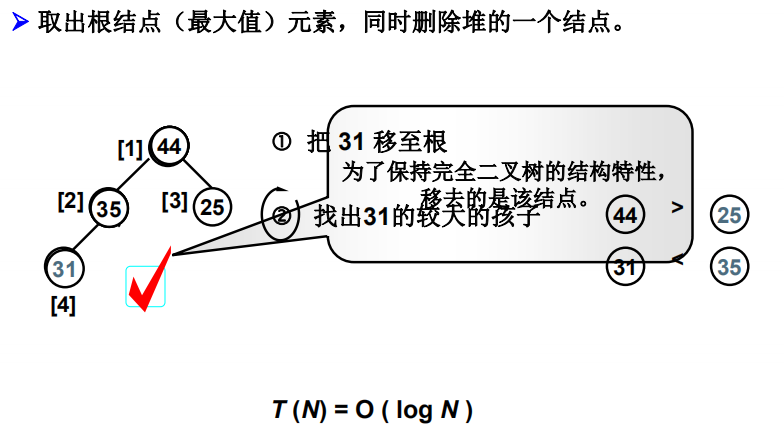 取出根结点（最大值）元素，同时删除堆的一个结点。
[1] 44
① 把 31 移至根
为了保持完全二叉树的结构特性，
移去的是该结点。
[2] 35 [3] 25
② 找出31的较大的孩子
44 > 25
31
31 < 35
[4]
T (N) = O ( log N )